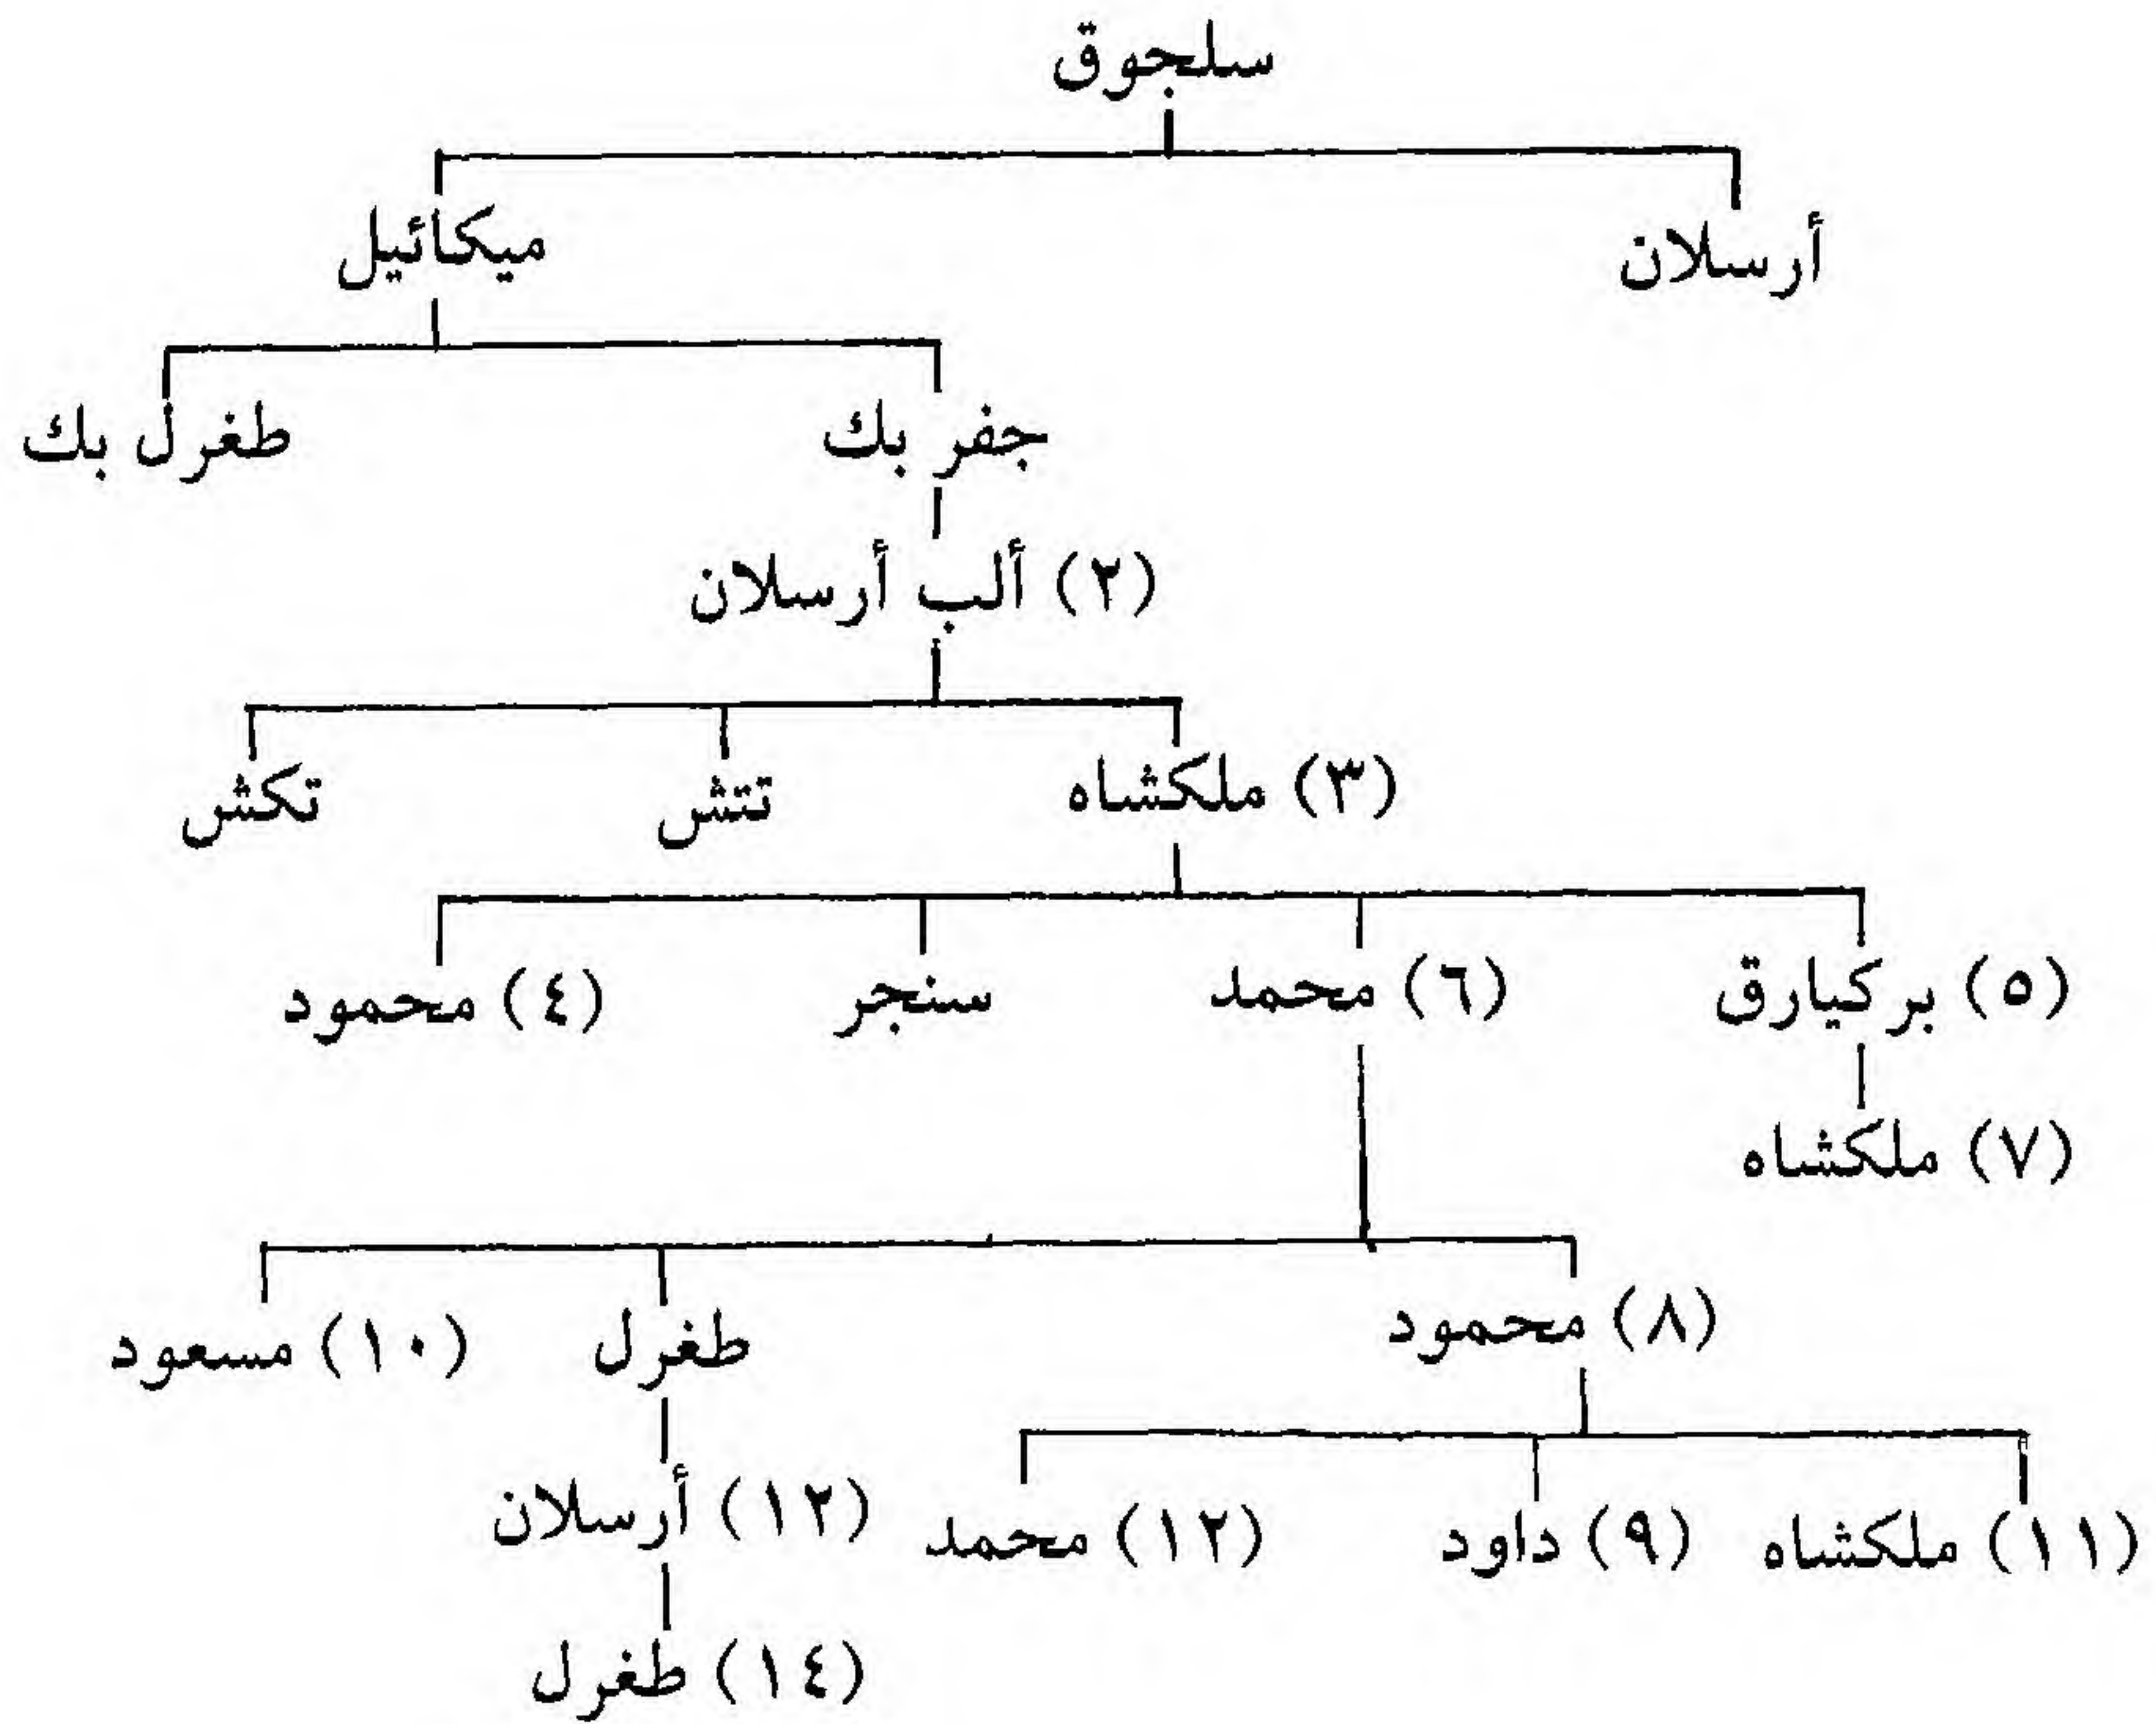 سلجوق
أرسلان ميكائيل
جفر بك طغرل بك
(٢) ألب أرسلان
(٣) ملكشاه تتش تكش
(٥) بركيارق (٦) محمد سنجر (٤) محمود
(٧) ملكشاه
(٨) محمود طغرل (١٠) مسعود
(١١) ملكشاه (٩) داود (١٢) محمد (١٢) أرسلان
(١٤) طغرل